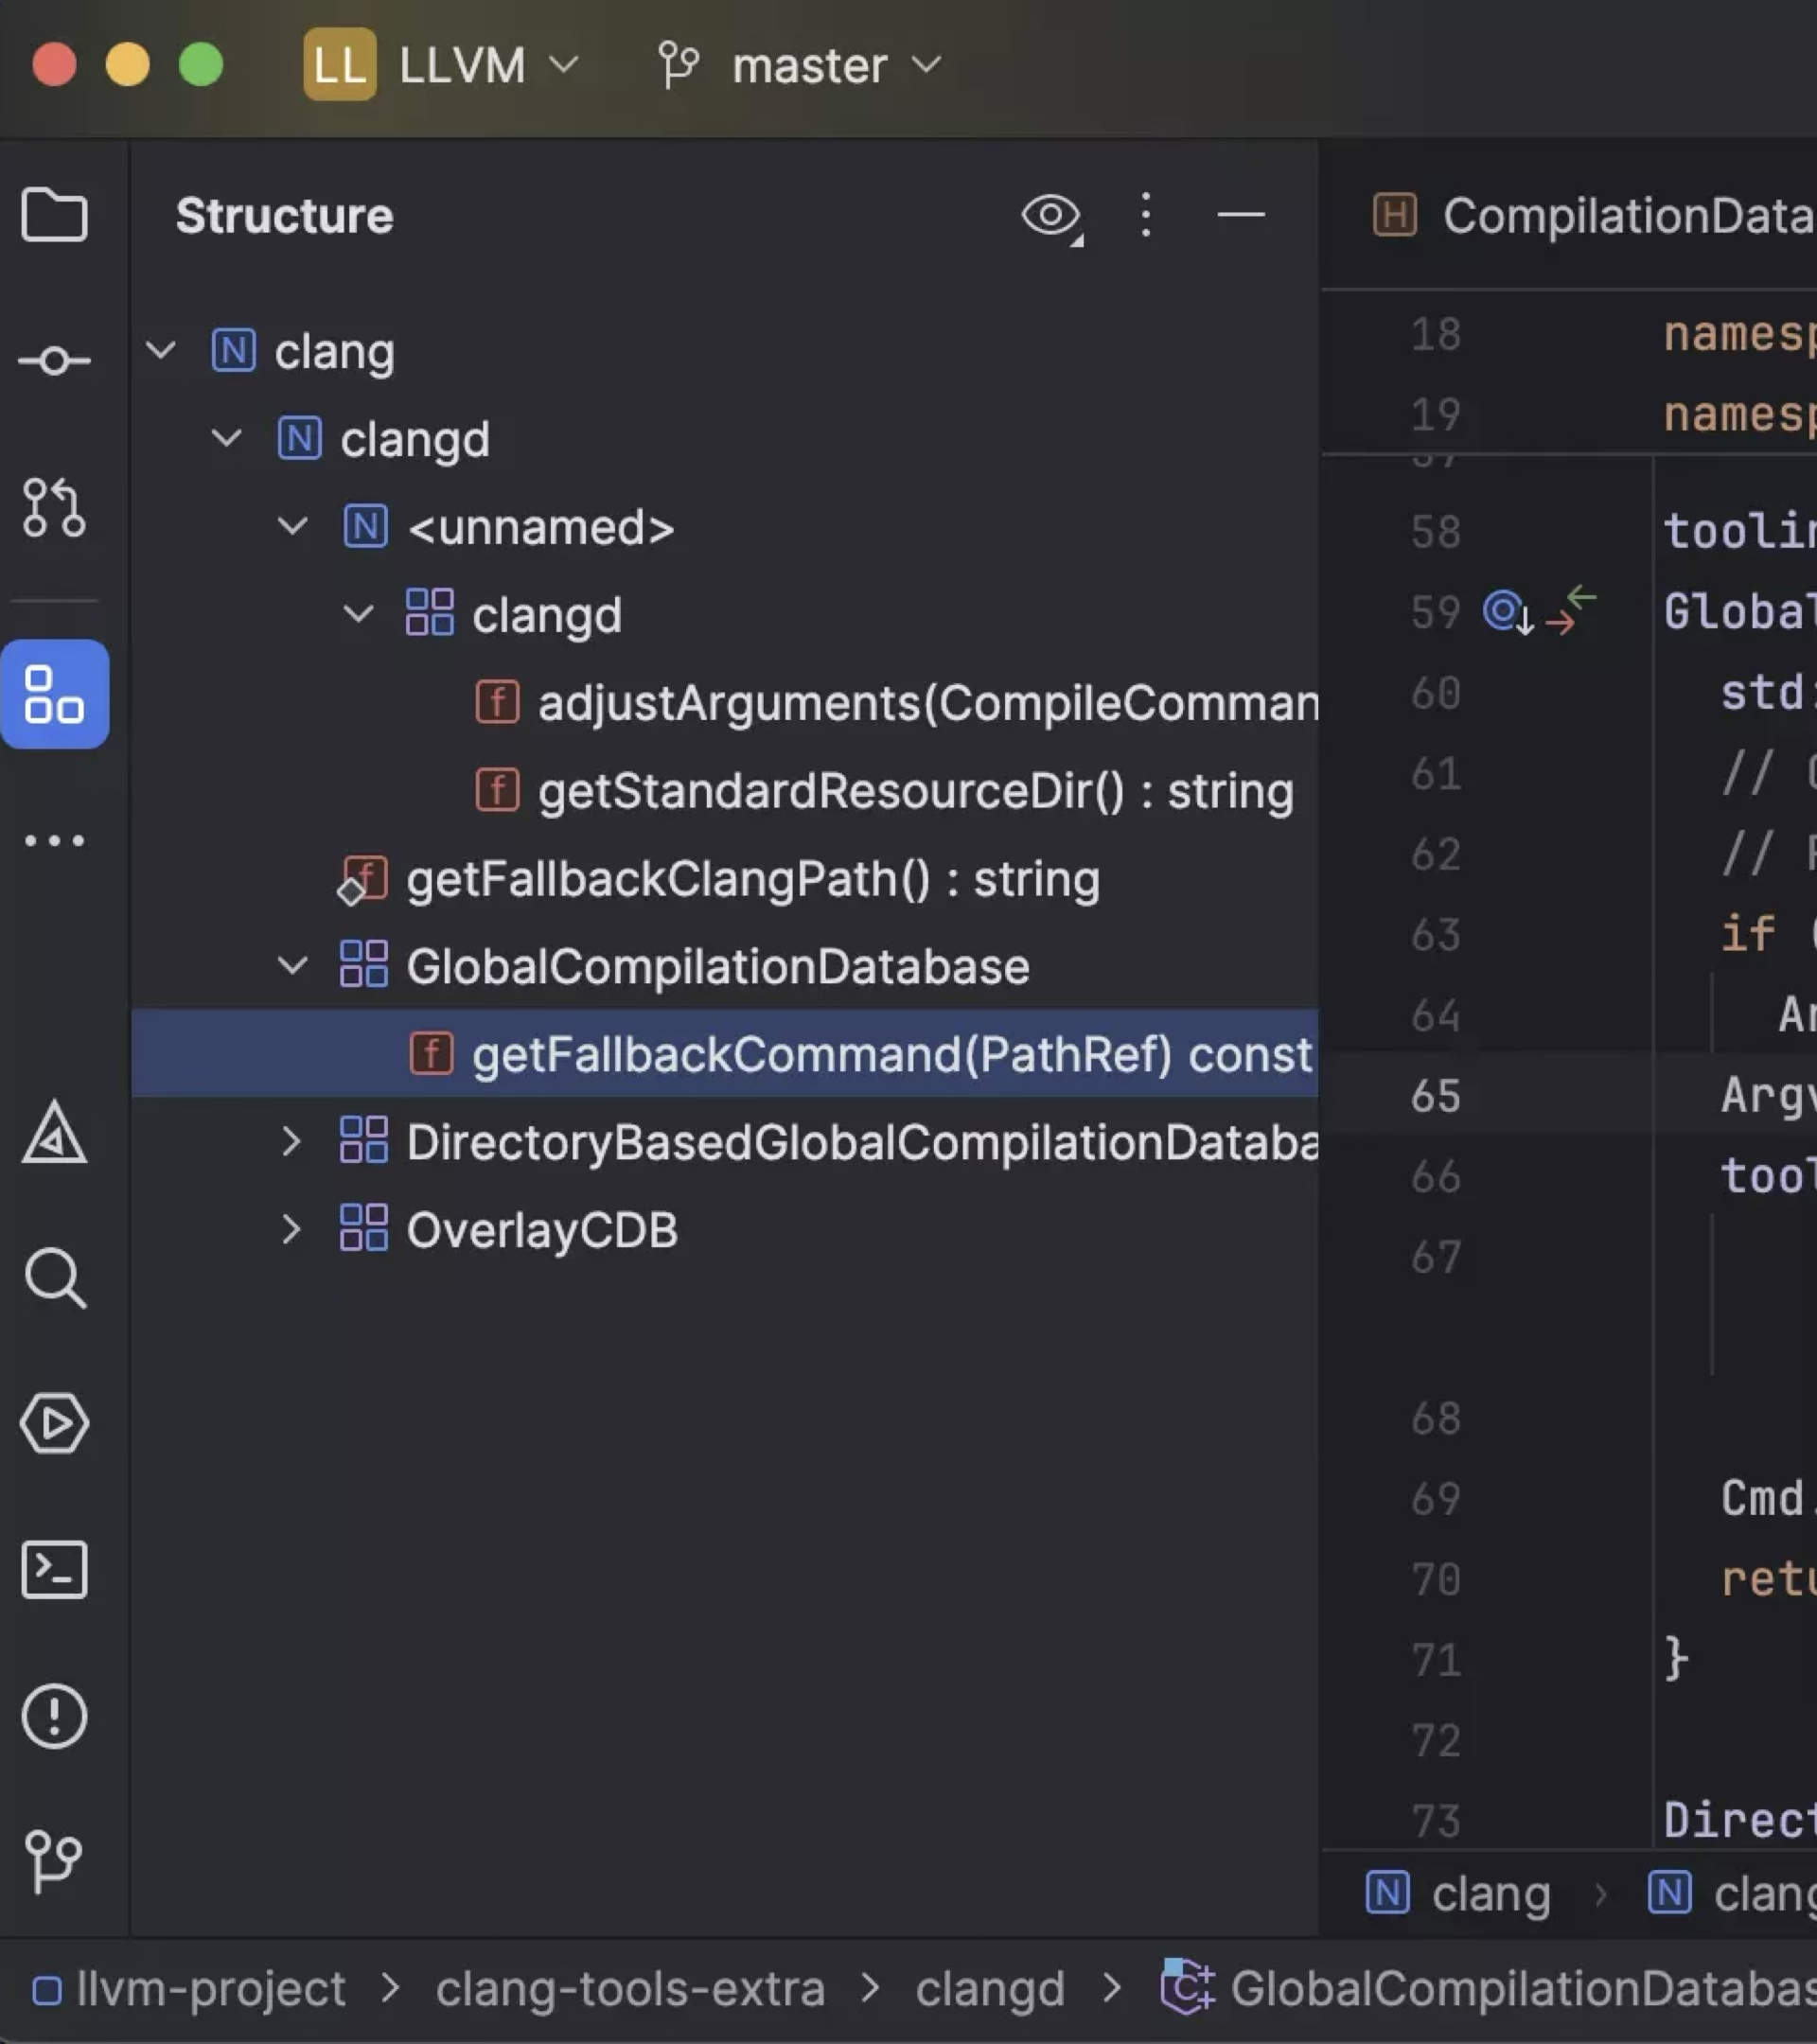 LL LLVM master
Structure
clang
clangd
<unnamed>
clangd
adjustArguments(CompileComman
getStandardResourceDir() : string
getFallbackClangPath() : string
GlobalCompilationDatabase
getFallbackCommand(PathRef) const
DirectoryBasedGlobalCompilationDataba
OverlayCDB
H CompilationData
18 namesp
19 namesp
58 toolin
59 Global
60 std:
61 //
62 //
63 if (
64 Ar
65 Argv
66 tool
67
68
69 Cmd.
70 retu
71 }
72
73 Direct
N clang › N clang
llvm-project > clang-tools-extra > clangd > GlobalCompilationDatabas